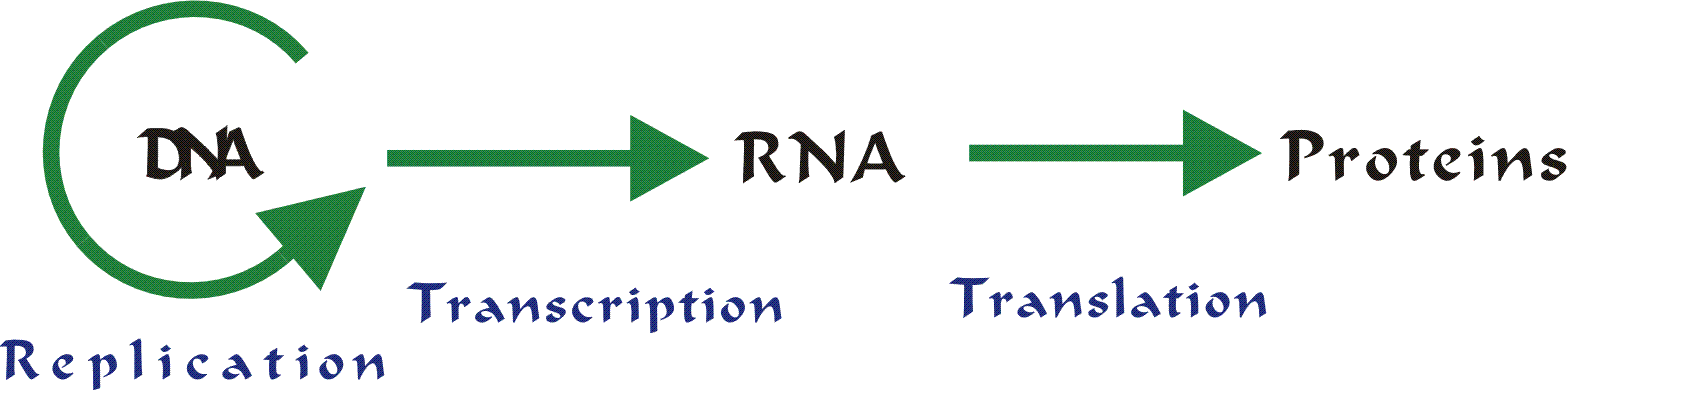 DNA
RNA
Proteins
Transcription
Translation
Replication